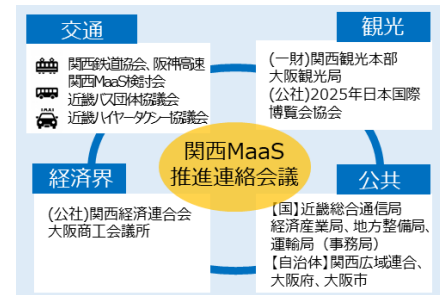 交通
関西鉄道協会、阪神高速
関西MaaS検討会
近畿バス団体協議会
近畿ハイヤータクシー協議会
観光
(一財)関西観光本部
大阪観光局
(公社)2025年日本国際
博覧会協会
関西MaaS
推進連絡会議
経済界
(公社)関西経済連合会
大阪商工会議所
公共
【国】近畿総合通信局
経済産業局、地方整備局、
運輸局（事務局）
【自治体】関西広域連合、
大阪府、大阪市